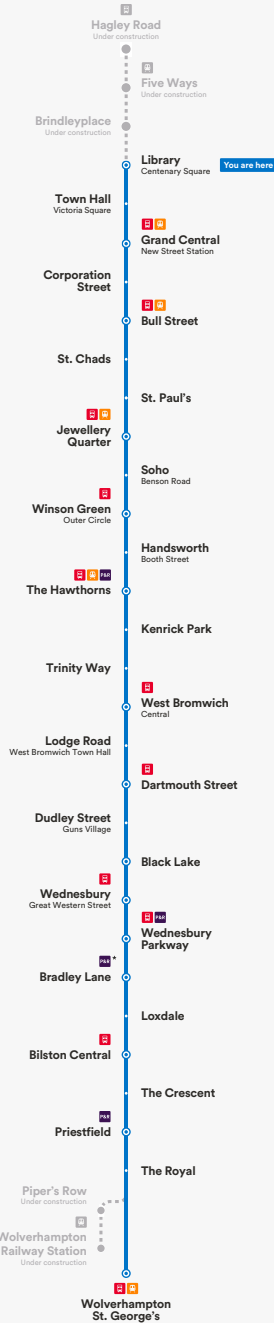 Hagley Road
Under construction
Five Ways
Under construction
Brindleyplace
Under construction
Library
Centenary Square
You are here
Town Hall
Victoria Square
Grand Central
New Street Station
Corporation
Street
Bull Street
St. Chads
St. Paul's
Jewellery
Quarter
Soho
Benson Road
Winson Green
Outer Circle
Handsworth
Booth Street
P&R
The Hawthorns
Kenrick Park
Trinity Way
West Bromwich
Central
Lodge Road
West Bromwich Town Hall
Dartmouth Street
Dudley Street
Guns Village
Black Lake
Wednesbury
Great Western Street
P&R
Wednesbury
Parkway
P&R *
Bradley Lane
Loxdale
Bilston Central
The Crescent
P&R
Priestfield
The Royal
Piper's Row
Under construction
Wolverhampton
Railway Station
Under construction
Wolverhampton
St. George's